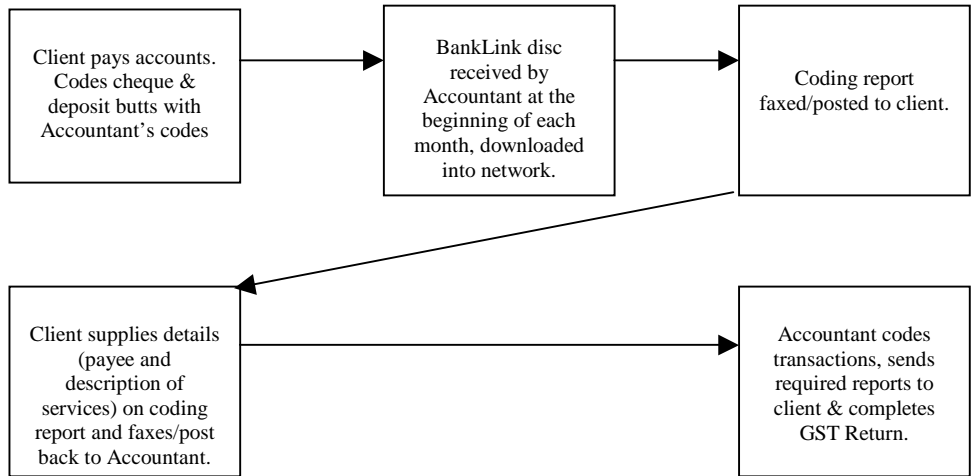 Client pays accounts.
Codes cheque &
deposit butts with
Accountant's codes
BankLink disc
received by
Accountant at the
beginning of each
month, downloaded
into network.
Coding report
faxed/posted to client.
Client supplies details
(payee and
description of
services) on coding
report and faxes/post
back to Accountant.
Accountant codes
transactions, sends
required reports to
client & completes
GST Return.